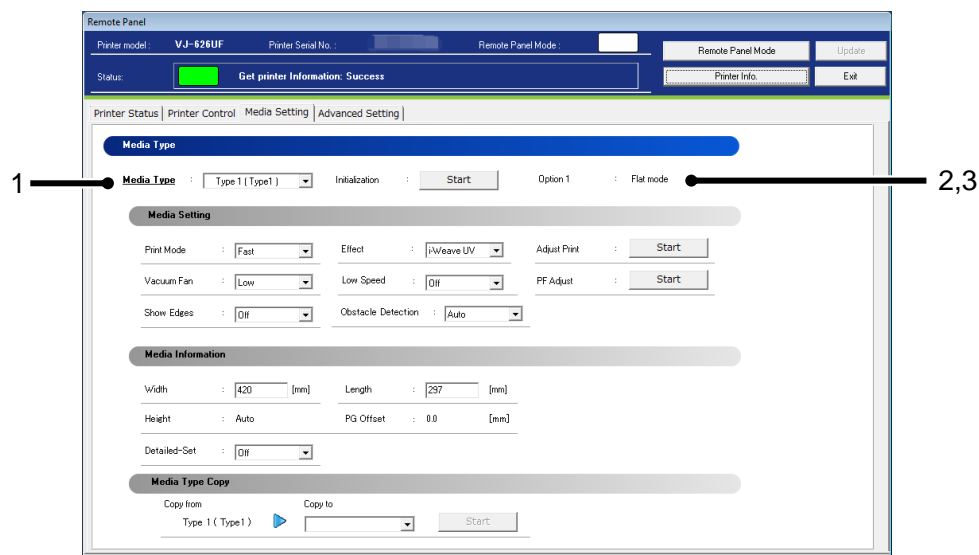 Remote Panel
Printer model : VJ-626UF Printer Serial No. : Remote Panel Mode : Remote Panel Mode Update
Status: Get printer Information: Success Printer Info. Exit
Printer Status Printer Control Media Setting Advanced Setting
Media Type
1 Media Type : Type 1 ( Type1 ) Initialization : Start Option 1 : Flat mode 2,3
Media Setting
Print Mode : Fast Effect : i-Weave UV Adjust Print : Start
Vacuum Fan : Low Low Speed : Off PF Adjust : Start
Show Edges : Off Obstacle Detection : Auto
Media Information
Width : 420 [mm] Length : 297 [mm]
Height : Auto PG Offset : 0.0 [mm]
Detailed-Set : Off
Media Type Copy
Copy from Copy to
Type 1 ( Type1 ) Start